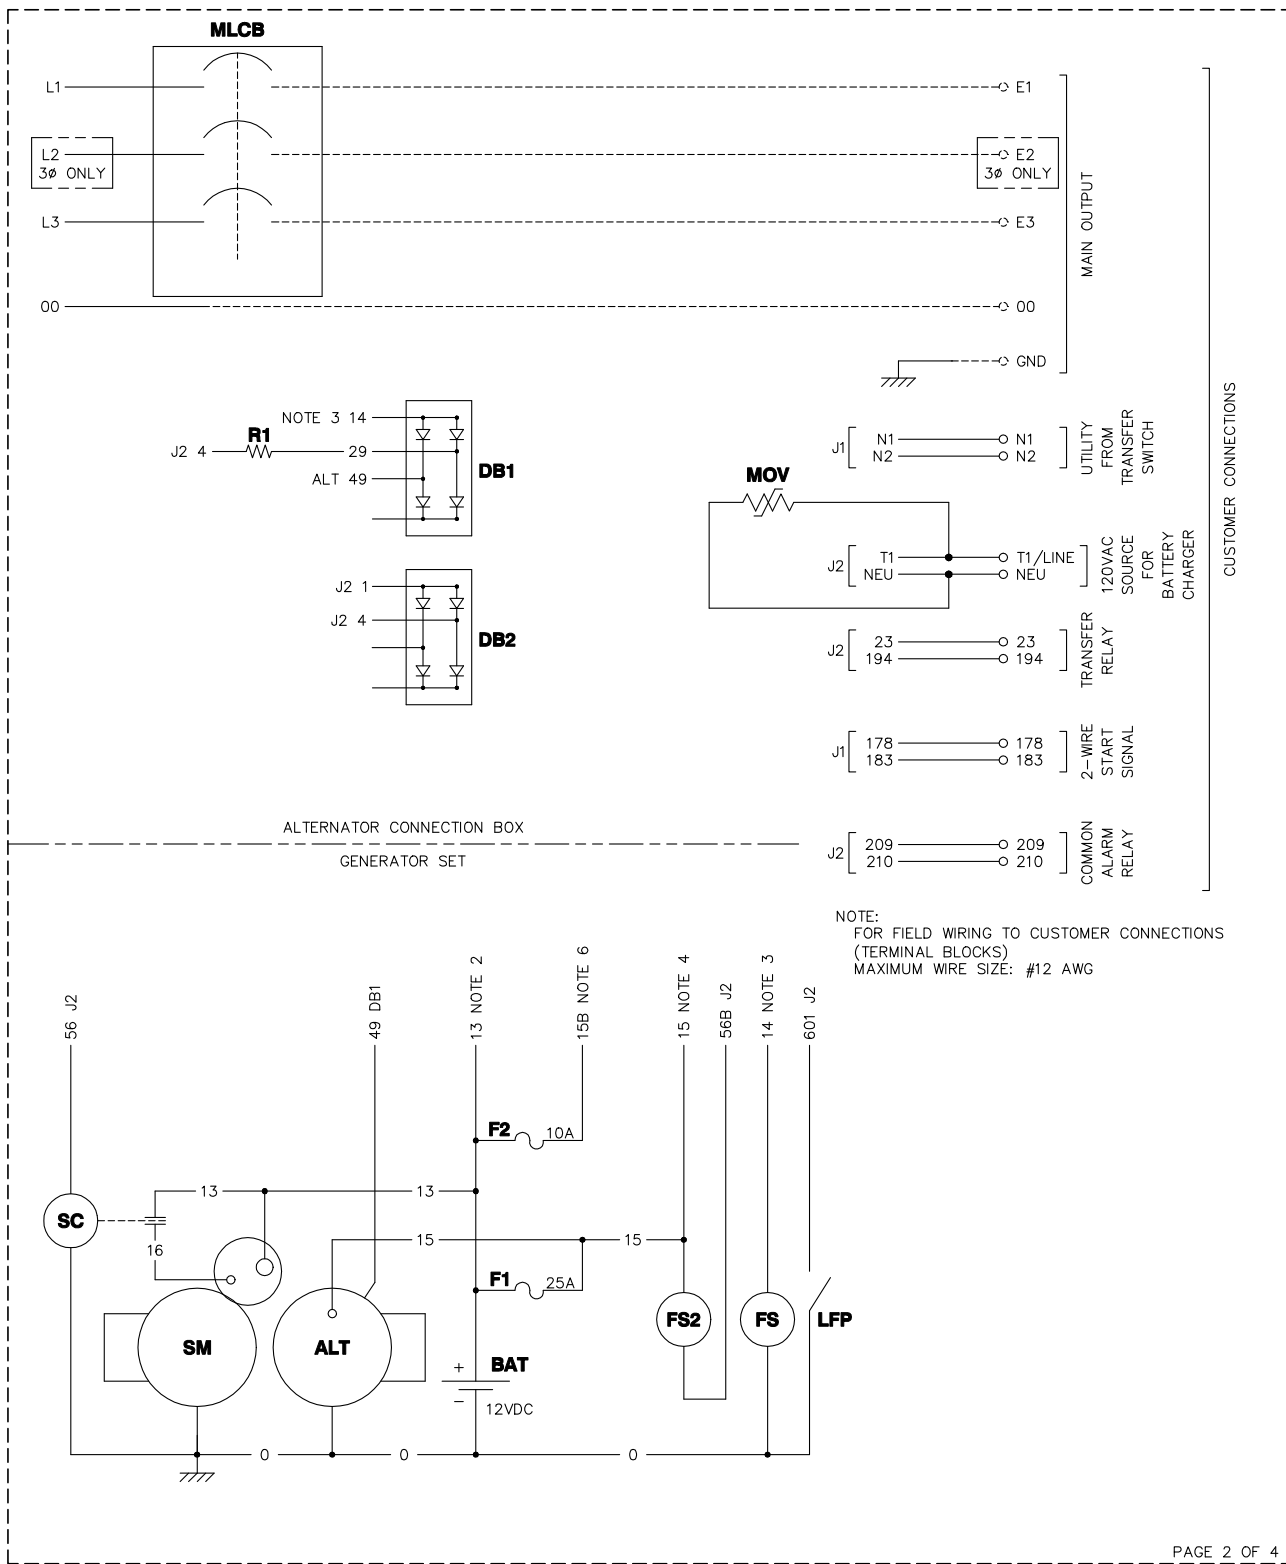 MLCB
L1
E1
L2
3ø ONLY
E2
3ø ONLY
L3
E3
MAIN OUTPUT
00
00
GND
CUSTOMER CONNECTIONS
NOTE 3 14
J2 4
R1
29
ALT 49
DB1
J1
N1
N2
N1
N2
UTILITY
FROM
TRANSFER
SWITCH
MOV
J2
T1
NEU
T1/LINE
NEU
120VAC
SOURCE
FOR
BATTERY
CHARGER
J2 1
J2 4
DB2
J2
23
194
23
194
TRANSFER
RELAY
J1
178
183
178
183
2-WIRE
START
SIGNAL
ALTERNATOR CONNECTION BOX
GENERATOR SET
J2
209
210
209
210
COMMON
ALARM
RELAY
NOTE:
FOR FIELD WIRING TO CUSTOMER CONNECTIONS
(TERMINAL BLOCKS)
MAXIMUM WIRE SIZE: #12 AWG
56 J2
49 DB1
13 NOTE 2
15B NOTE 6
15 NOTE 4
56B J2
14 NOTE 3
601 J2
F2
10A
13
13
SC
16
15
15
F1
25A
SM
ALT
FS2
FS
LFP
+
BAT
–
12VDC
0
0
0
PAGE 2 OF 4